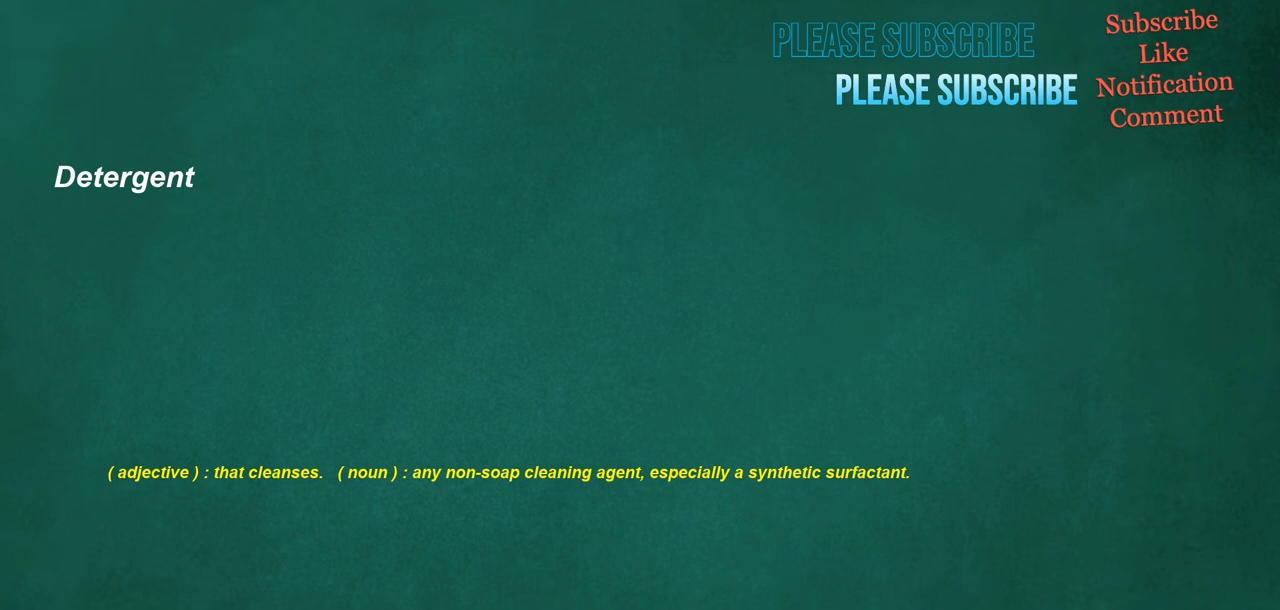 PLEASE SUBSCRIBE
PLEASE SUBSCRIBE
Subscribe
Like
Notification
Comment
Detergent
( adjective ) : that cleanses.   ( noun ) : any non-soap cleaning agent, especially a synthetic surfactant.